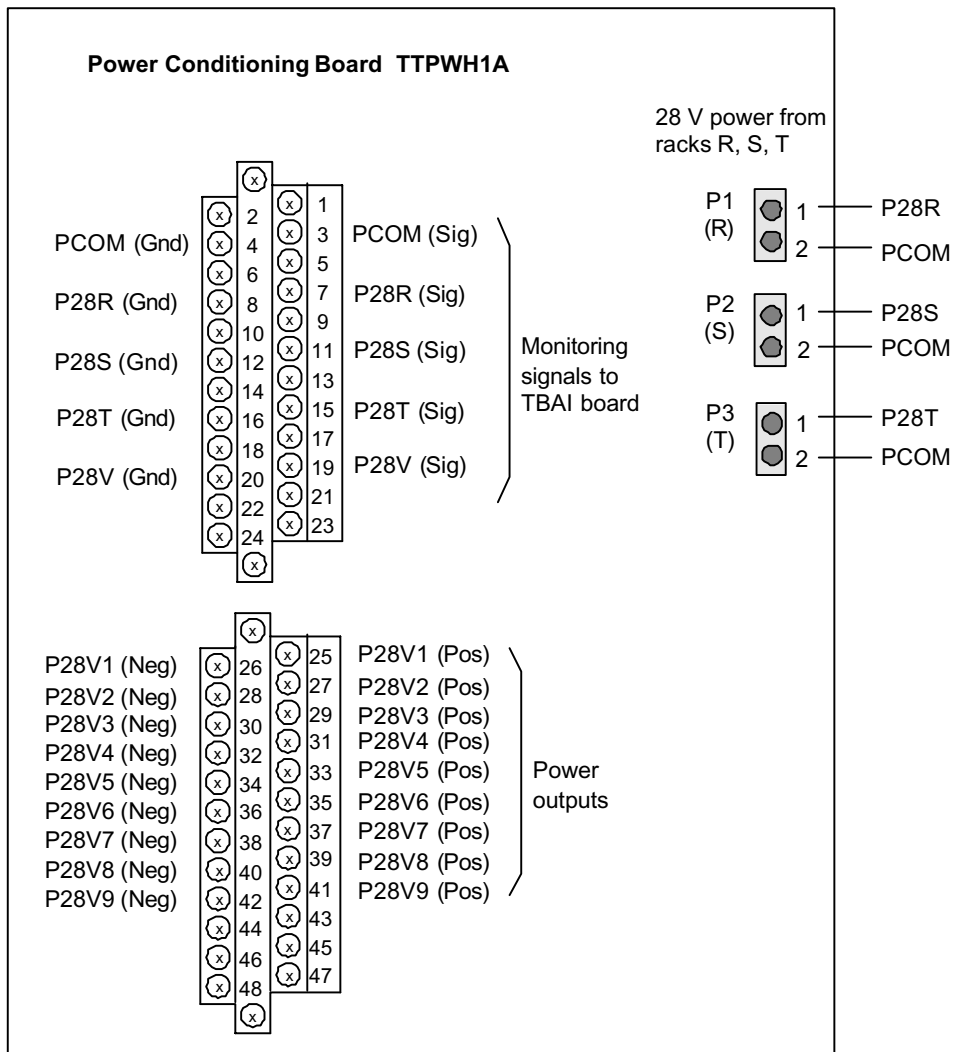 Power Conditioning Board TTPWH1A
28 V power from
racks R, S, T
P1
(R)
1
P28R
2
PCOM
P2
(S)
1
P28S
2
PCOM
P3
(T)
1
P28T
2
PCOM
x
x 2 x 1
PCOM (Gnd) x 4 x 3 PCOM (Sig)
x 6 x 5
P28R (Gnd) x 8 x 7 P28R (Sig)
x 10 x 9
P28S (Gnd) x 12 x 11 P28S (Sig)
x 14 x 13
P28T (Gnd) x 16 x 15 P28T (Sig)
x 18 x 17
P28V (Gnd) x 20 x 19 P28V (Sig)
x 22 x 21
x 24 x 23
x
Monitoring
signals to
TBAI board
x
P28V1 (Neg) x 26 x 25 P28V1 (Pos)
P28V2 (Neg) x 28 x 27 P28V2 (Pos)
P28V3 (Neg) x 30 x 29 P28V3 (Pos)
P28V4 (Neg) x 32 x 31 P28V4 (Pos)
P28V5 (Neg) x 34 x 33 P28V5 (Pos)
P28V6 (Neg) x 36 x 35 P28V6 (Pos)
P28V7 (Neg) x 38 x 37 P28V7 (Pos)
P28V8 (Neg) x 40 x 39 P28V8 (Pos)
P28V9 (Neg) x 42 x 41 P28V9 (Pos)
x 44 x 43
x 46 x 45
x 48 x 47
x
Power
outputs